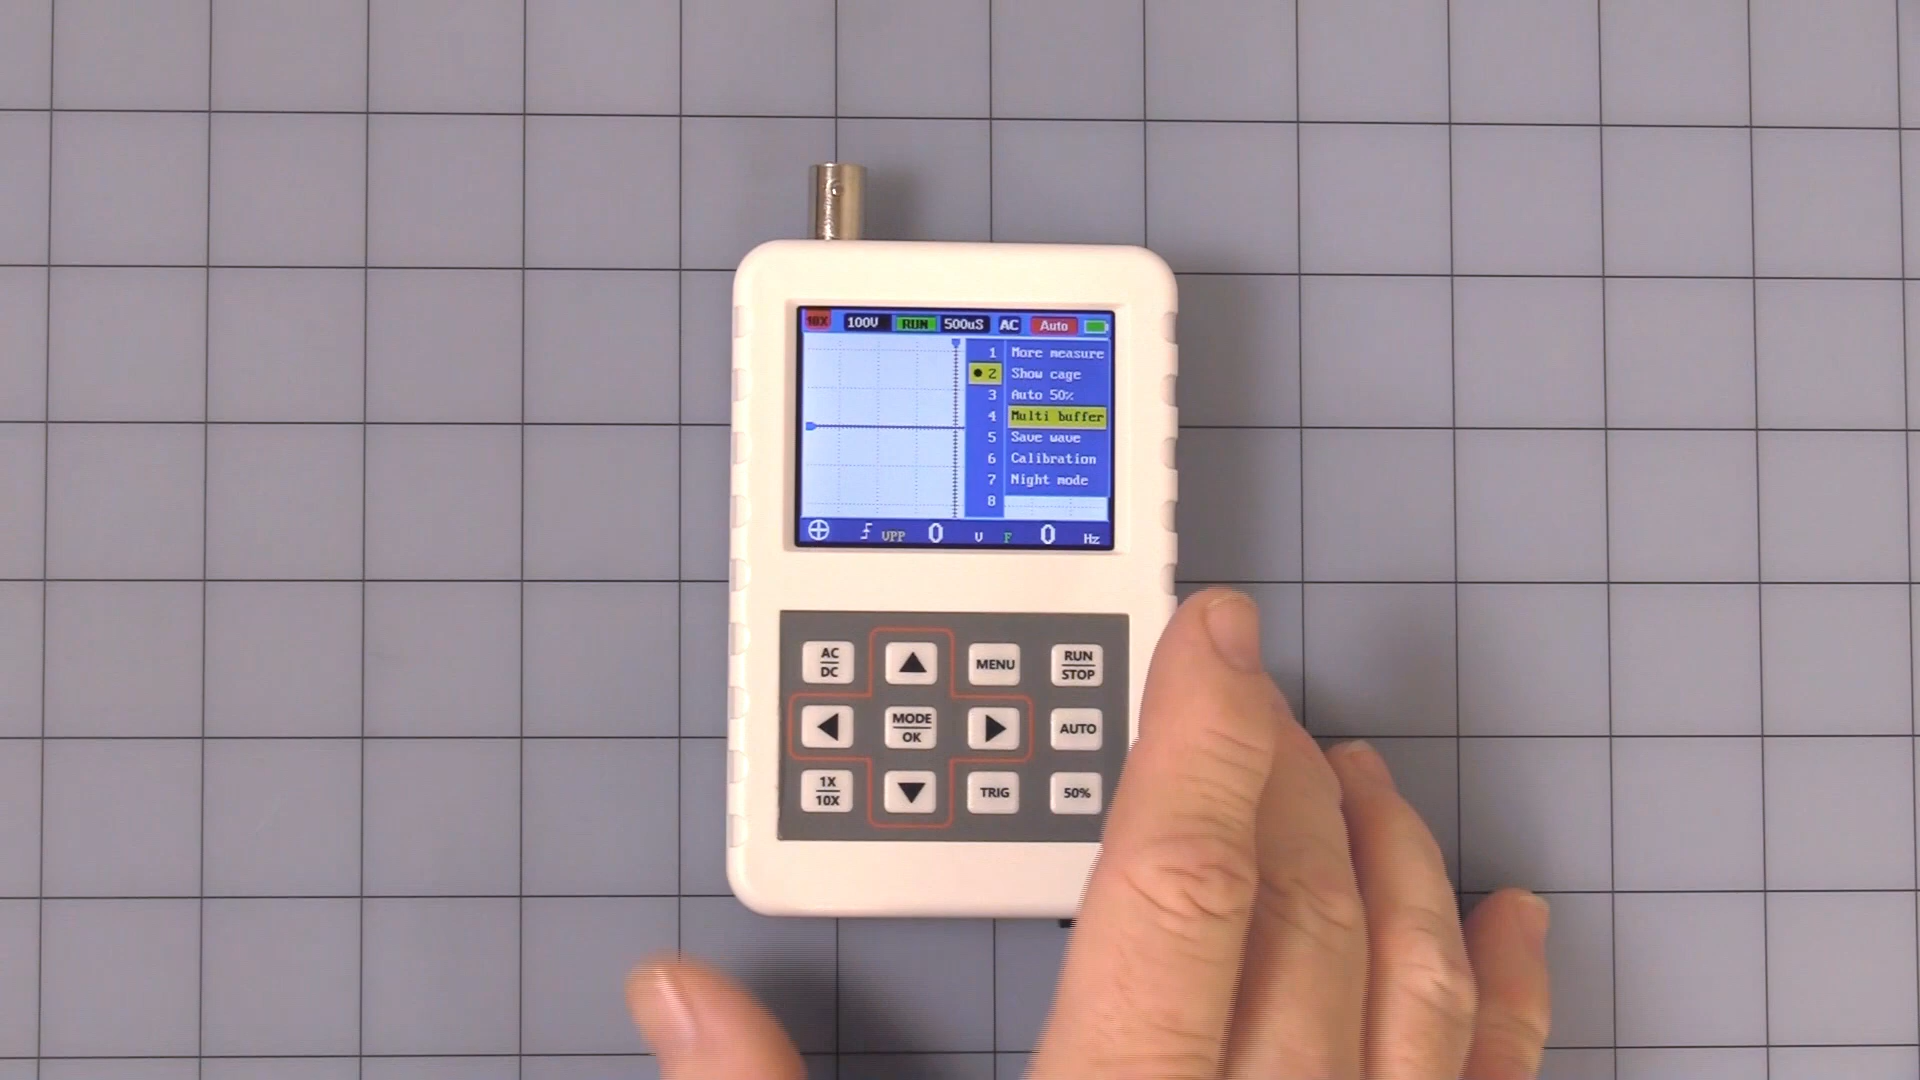 10X 100V RUN 500uS AC Auto
1 More measure
2 Show cage
3 Auto 50%
4 Multi buffer
5 Save wave
6 Calibration
7 Night mode
8
VPP 0 V F 0 Hz
AC
DC
MENU
RUN
STOP
MODE
OK
AUTO
1X
10X
TRIG
50%